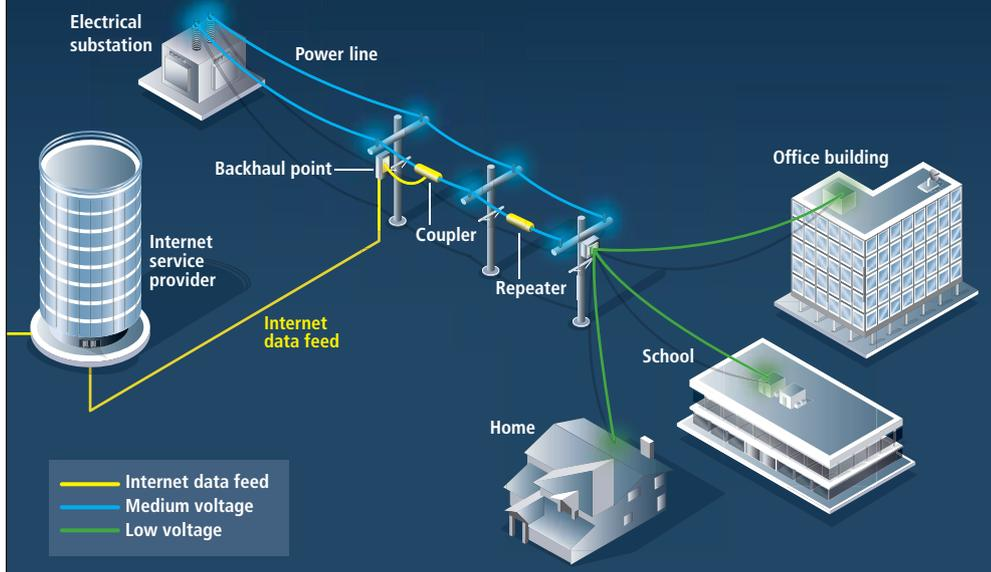 Electrical
substation
Power line
Backhaul point
Coupler
Repeater
Office building
Internet
service
provider
Internet
data feed
School
Home
Internet data feed
Medium voltage
Low voltage